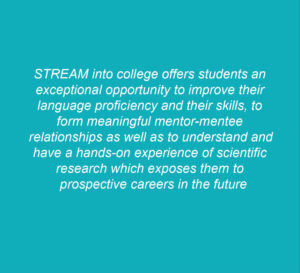 STREAM into college offers students an
exceptional opportunity to improve their
language proficiency and their skills, to
form meaningful mentor-mentee
relationships as well as to understand and
have a hands-on experience of scientific
research which exposes them to
prospective careers in the future